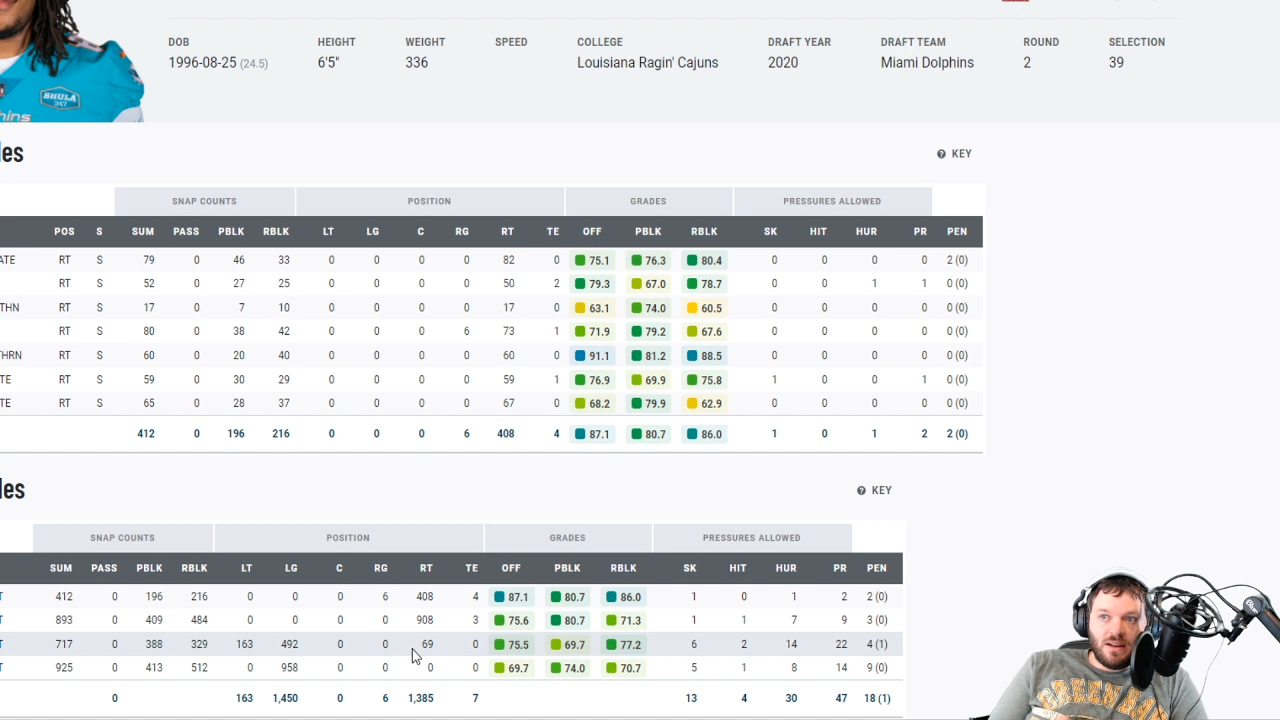 DOB HEIGHT WEIGHT SPEED COLLEGE DRAFT YEAR DRAFT TEAM ROUND SELECTION
1996-08-25 (24.5) 6'5" 336 Louisiana Ragin' Cajuns 2020 Miami Dolphins 2 39
SHULA
347
hins
les
KEY
SNAP COUNTS POSITION GRADES PRESSURES ALLOWED
POS S SUM PASS PBLK RBLK LT LG C RG RT TE OFF PBLK RBLK SK HIT HUR PR PEN
ATE RT S 79 0 46 33 0 0 0 0 82 0 75.1 76.3 80.4 0 0 0 0 2 (0)
RT S 52 0 27 25 0 0 0 0 50 2 79.3 67.0 78.7 0 0 1 1 0 (0)
THN RT S 17 0 7 10 0 0 0 0 17 0 63.1 74.0 60.5 0 0 0 0 0 (0)
RT S 80 0 38 42 0 0 0 6 73 1 71.9 79.2 67.6 0 0 0 0 0 (0)
THRN RT S 60 0 20 40 0 0 0 0 60 0 91.1 81.2 88.5 0 0 0 0 0 (0)
TE RT S 59 0 30 29 0 0 0 0 59 1 76.9 69.9 75.8 1 0 0 1 0 (0)
TE RT S 65 0 28 37 0 0 0 0 67 0 68.2 79.9 62.9 0 0 0 0 0 (0)
412 0 196 216 0 0 0 6 408 4 87.1 80.7 86.0 1 0 1 2 2 (0)
les
KEY
SNAP COUNTS POSITION GRADES PRESSURES ALLOWED
SUM PASS PBLK RBLK LT LG C RG RT TE OFF PBLK RBLK SK HIT HUR PR PEN
T 412 0 196 216 0 0 0 6 408 4 87.1 80.7 86.0 1 0 1 2 2 (0)
T 893 0 409 484 0 0 0 0 908 3 75.6 80.7 71.3 1 1 7 9 3 (0)
T 717 0 388 329 163 492 0 0 69 0 75.5 69.7 77.2 6 2 14 22 4 (1)
T 925 0 413 512 0 958 0 0 0 0 69.7 74.0 70.7 5 1 8 14 9 (0)
0 163 1,450 0 6 1,385 7 13 4 30 47 18 (1)
Blue
GREEN BA